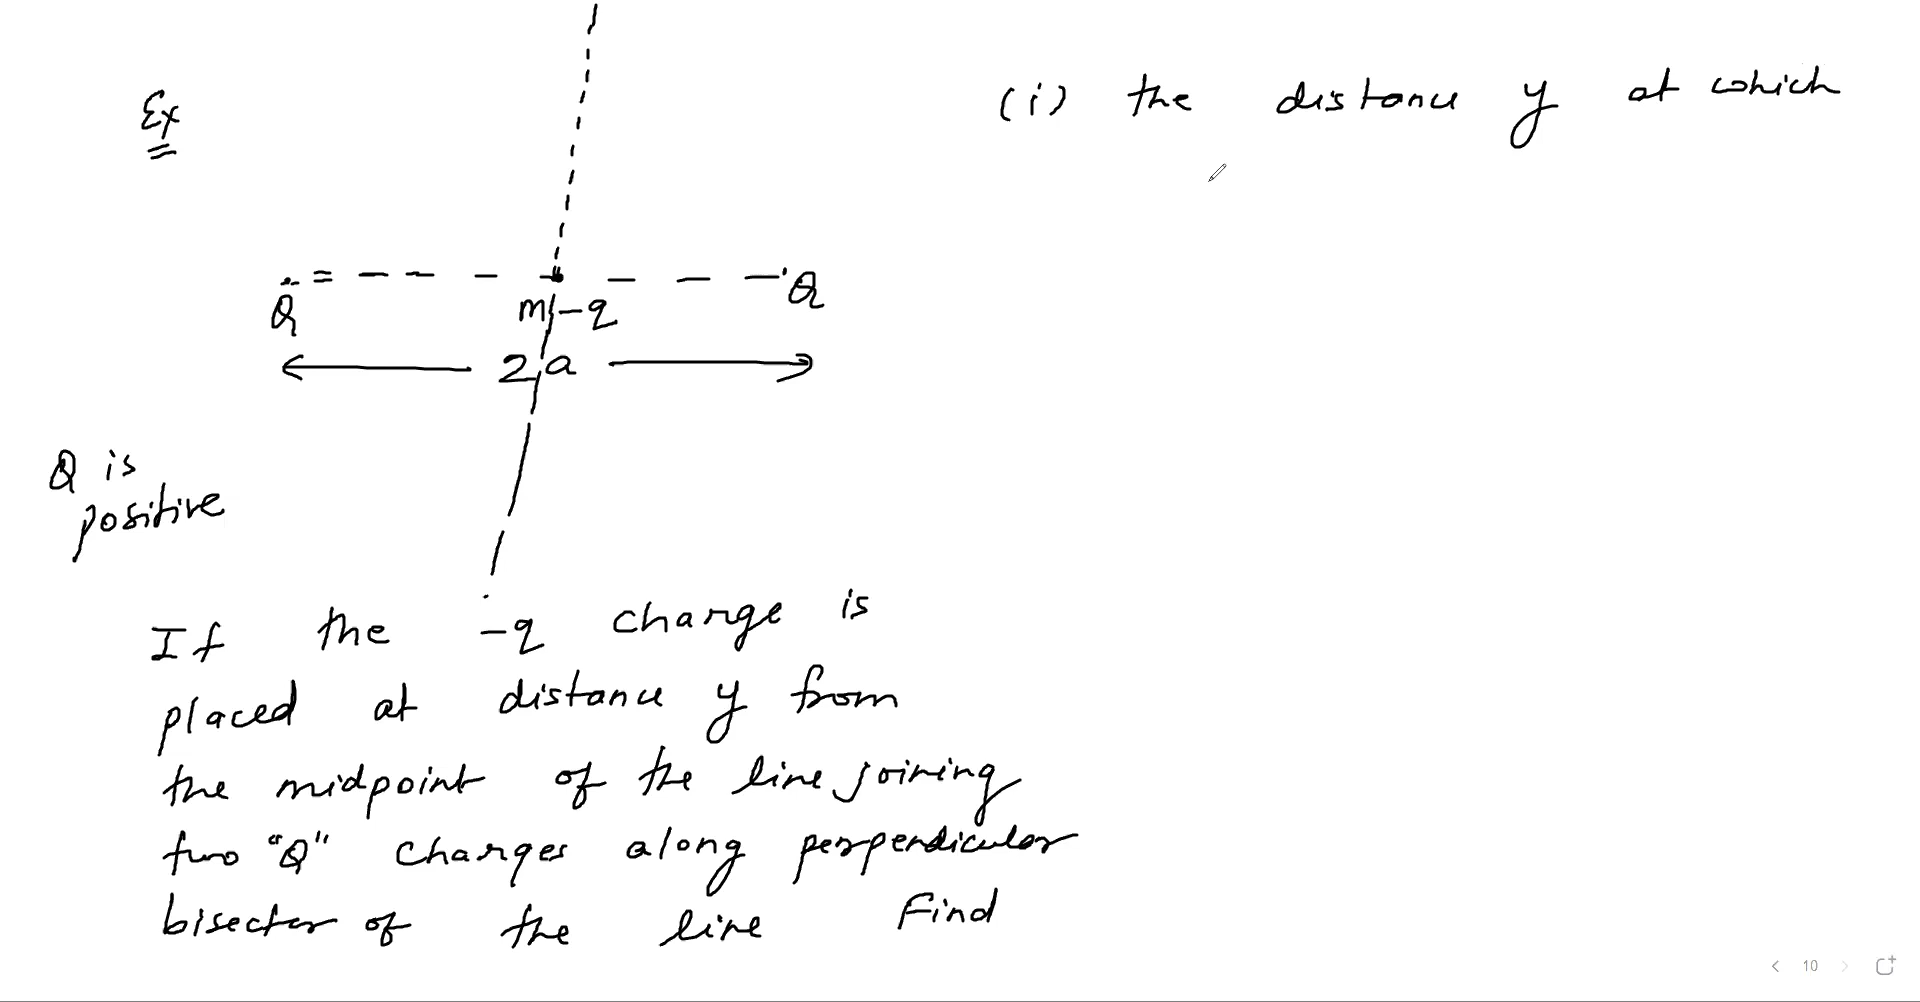 Ex
(i) the distance y at which
Q
m -q
Q
2a
Q is
positive
If the -q charge is
placed at distance y from
the midpoint of the line joining
two "Q" charges along perpendicular
bisector of the line Find
10